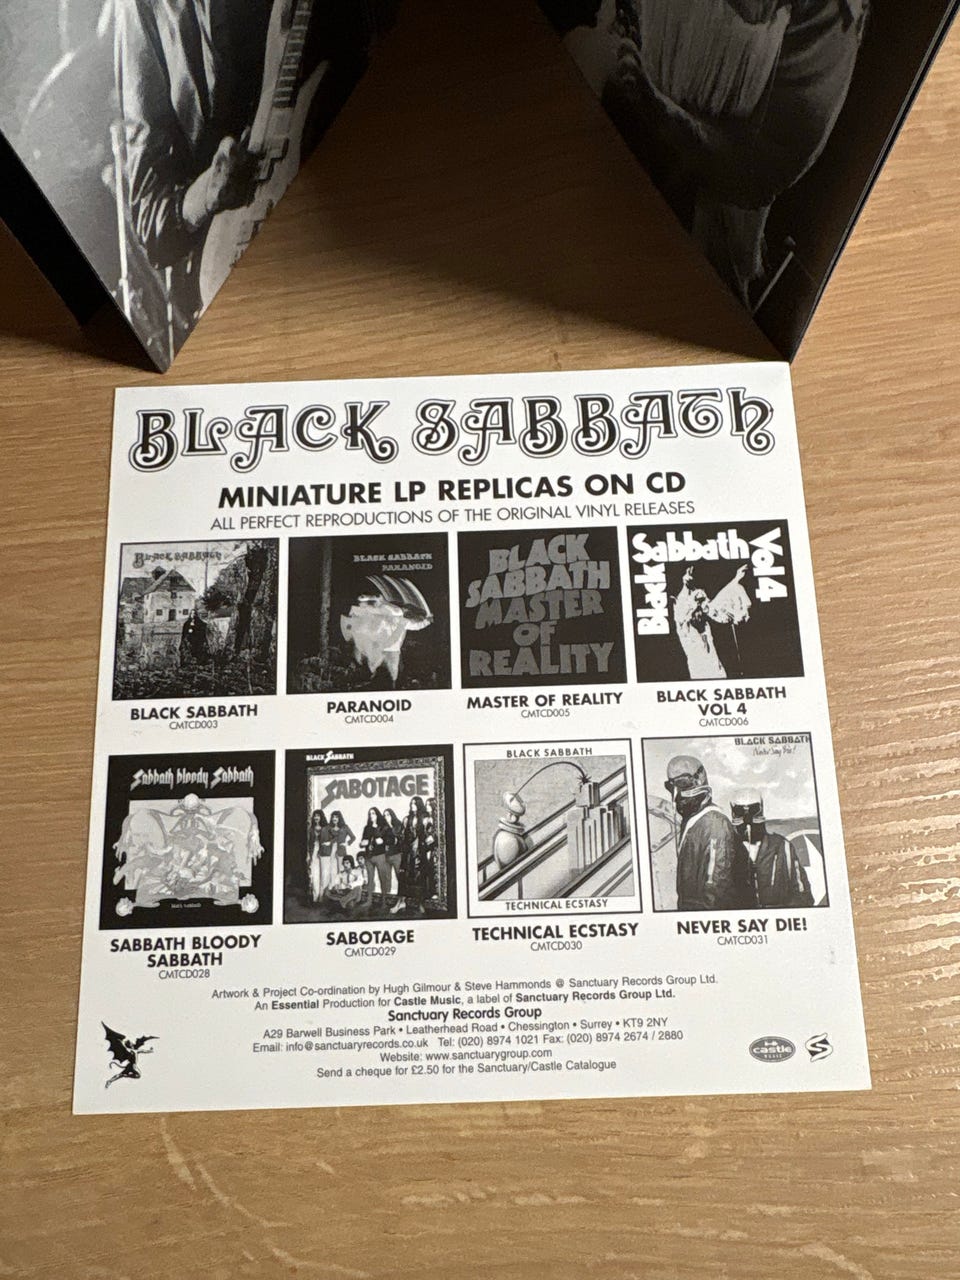 BLACK SABBATH
MINIATURE LP REPLICAS ON CD
ALL PERFECT REPRODUCTIONS OF THE ORIGINAL VINYL RELEASES
BLACK SABBATH
BLACK SABBATH
PARANOID
BLACK
SABBATH
MASTER
OF
REALITY
Black Sabbath Vol 4
BLACK SABBATH
CMTCD003
PARANOID
CMTCD004
MASTER OF REALITY
CMTCD005
BLACK SABBATH
VOL 4
CMTCD006
Sabbath bloody Sabbath
BLACK SABBATH
SABOTAGE
BLACK SABBATH
TECHNICAL ECSTASY
BLACK SABBATH
Never Say Die!
SABBATH BLOODY
SABBATH
CMTCD028
SABOTAGE
CMTCD029
TECHNICAL ECSTASY
CMTCD030
NEVER SAY DIE!
CMTCD031
Artwork & Project Co-ordination by Hugh Gilmour & Steve Hammonds @ Sanctuary Records Group Ltd.
An Essential Production for Castle Music, a label of Sanctuary Records Group Ltd.
Sanctuary Records Group
A29 Barwell Business Park • Leatherhead Road • Chessington • Surrey • KT9 2NY
Email: info@sanctuaryrecords.co.uk Tel: (020) 8974 1021 Fax: (020) 8974 2674 / 2880
Website: www.sanctuarygroup.com
Send a cheque for £2.50 for the Sanctuary/Castle Catalogue
castle
MUSIC